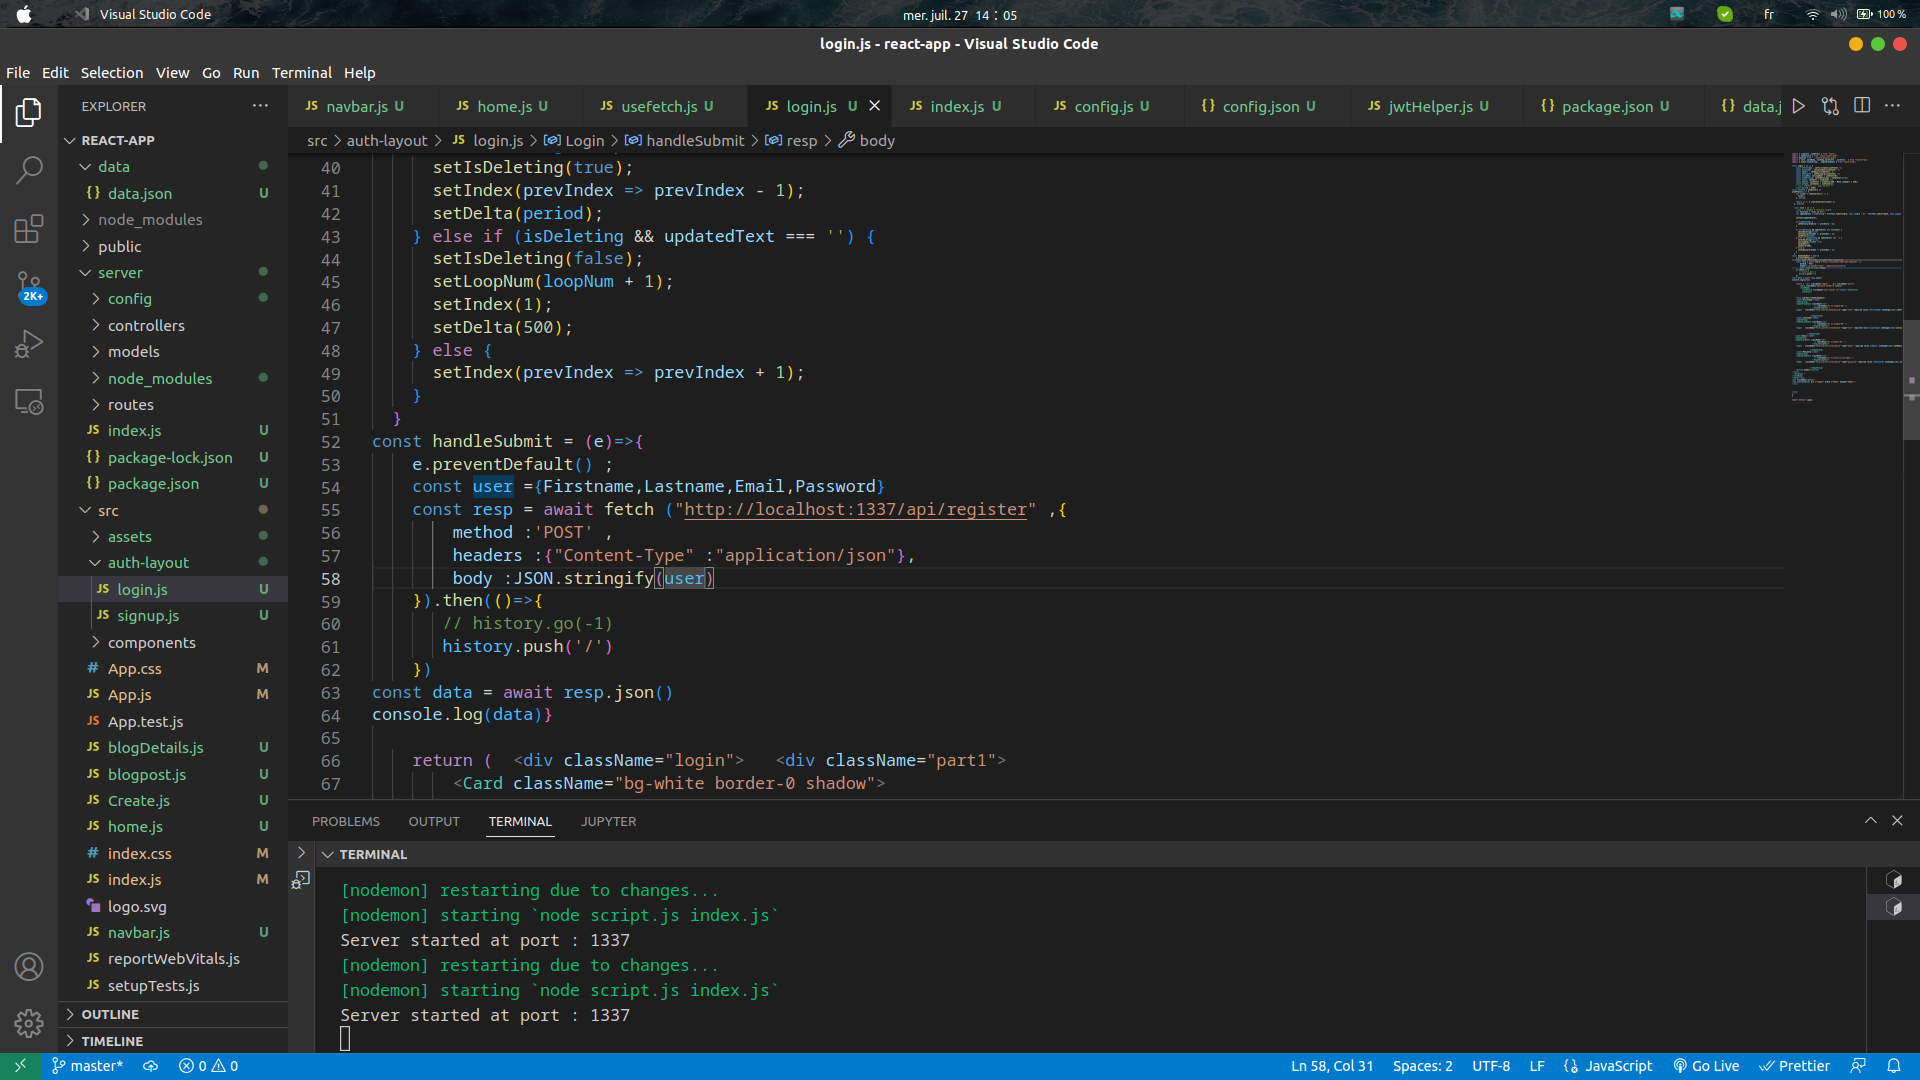 Visual Studio Code
mer. juil. 27 14 : 05
fr
100 %
login.js - react-app - Visual Studio Code
File Edit Selection View Go Run Terminal Help
EXPLORER
JS navbar.js U
JS home.js U
JS usefetch.js U
JS login.js U
JS index.js U
JS config.js U
{} config.json U
JS jwtHelper.js U
{} package.json U
{} data.j
src > auth-layout > JS login.js > Login > handleSubmit > resp > body
REACT-APP
data
{} data.json U
node_modules
public
server
config
controllers
models
node_modules
routes
JS index.js U
{} package-lock.json U
{} package.json U
src
assets
auth-layout
JS login.js U
JS signup.js U
components
# App.css M
JS App.js M
JS App.test.js
JS blogDetails.js U
JS blogpost.js U
JS Create.js U
JS home.js U
# index.css M
JS index.js M
logo.svg
JS navbar.js U
JS reportWebVitals.js
JS setupTests.js
OUTLINE
TIMELINE
2K+
40 setIsDeleting(true);
41 setIndex(prevIndex => prevIndex - 1);
42 setDelta(period);
43 } else if (isDeleting && updatedText === '') {
44 setIsDeleting(false);
45 setLoopNum(loopNum + 1);
46 setIndex(1);
47 setDelta(500);
48 } else {
49 setIndex(prevIndex => prevIndex + 1);
50 }
51 }
52 const handleSubmit = (e)=>{
53 e.preventDefault() ;
54 const user ={Firstname,Lastname,Email,Password}
55 const resp = await fetch ("http://localhost:1337/api/register" ,{
56 method :'POST' ,
57 headers :{"Content-Type" :"application/json"},
58 body :JSON.stringify(user)
59 }).then(()=>{
60 // history.go(-1)
61 history.push('/')
62 })
63 const data = await resp.json()
64 console.log(data)}
65
66 return ( <div className="login"> <div className="part1">
67 <Card className="bg-white border-0 shadow">
PROBLEMS OUTPUT TERMINAL JUPYTER
TERMINAL
[nodemon] restarting due to changes...
[nodemon] starting `node script.js index.js`
Server started at port : 1337
[nodemon] restarting due to changes...
[nodemon] starting `node script.js index.js`
Server started at port : 1337
master* 0 0
Ln 58, Col 31 Spaces: 2 UTF-8 LF {} JavaScript Go Live Prettier